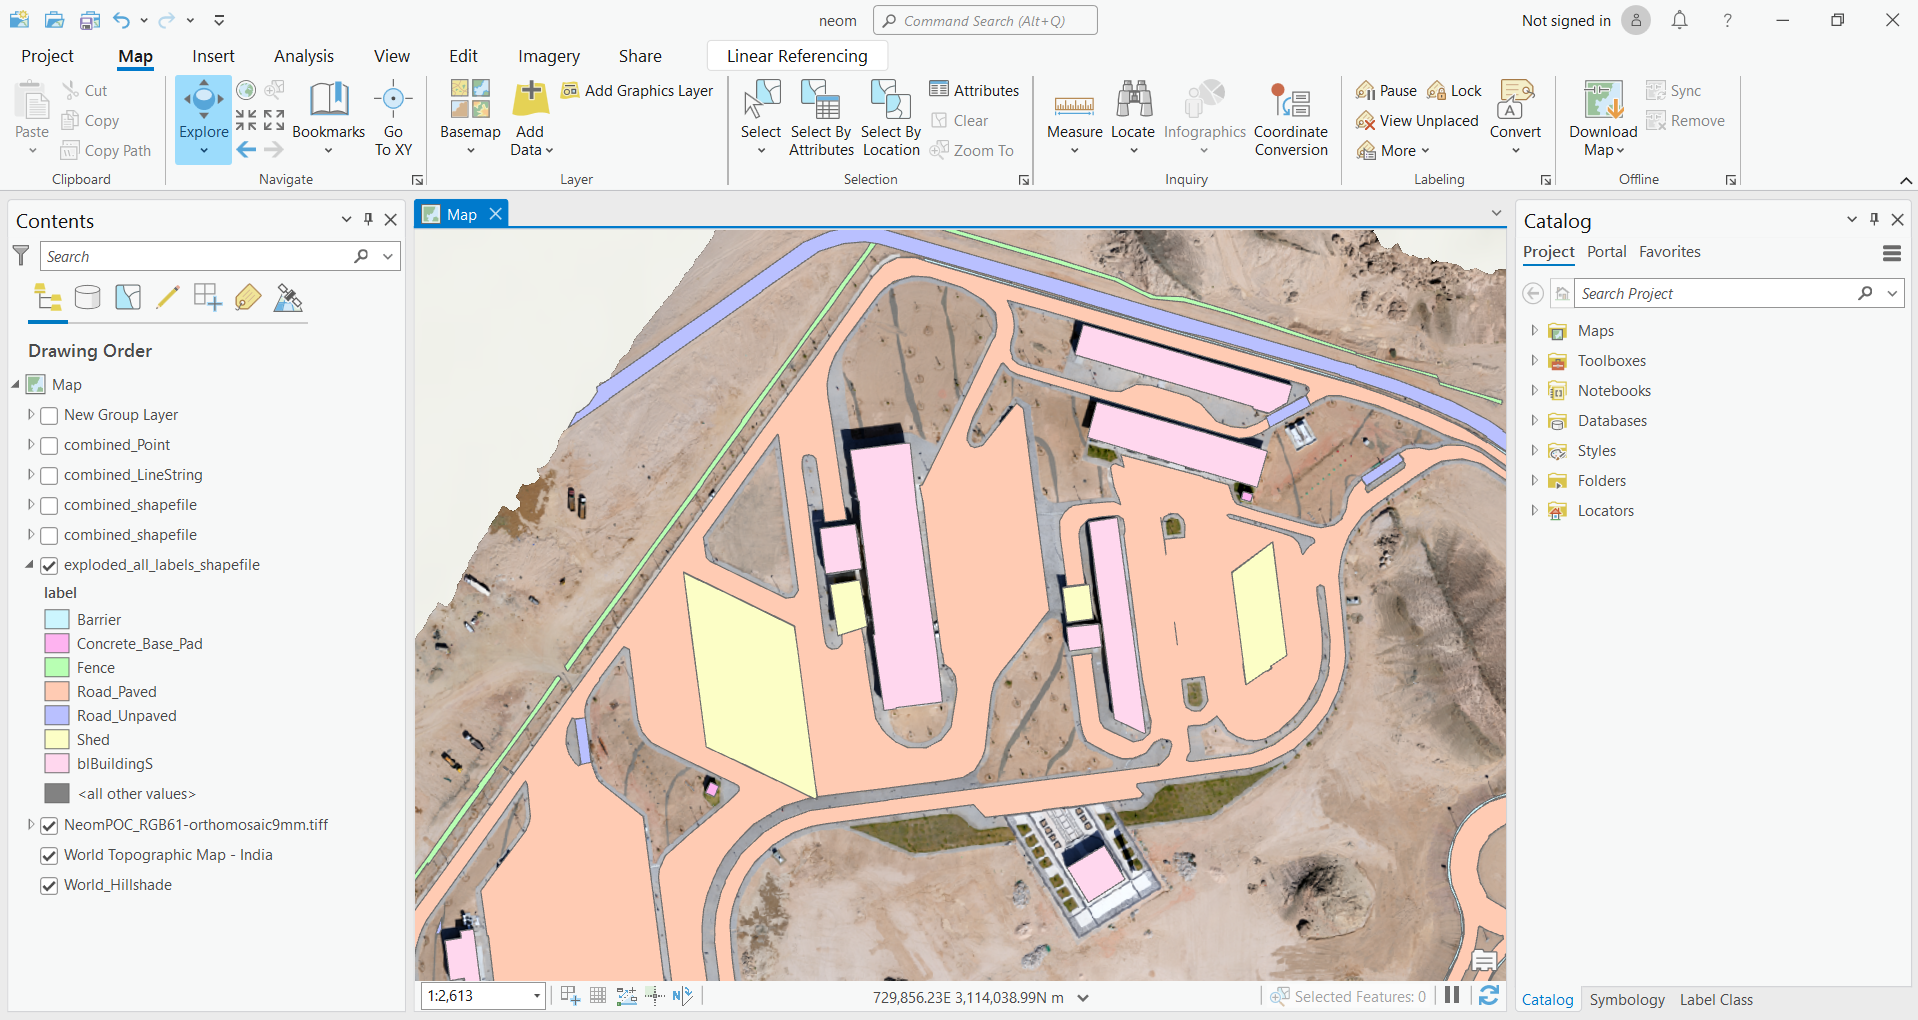 neom
Command Search (Alt+Q)
Not signed in
?
Project
Map
Insert
Analysis
View
Edit
Imagery
Share
Linear Referencing
Paste
Cut
Copy
Copy Path
Clipboard
Explore
Bookmarks
Go
To XY
Navigate
Basemap
Add
Data
Add Graphics Layer
Layer
Select
Select By
Attributes
Select By
Location
Attributes
Clear
Zoom To
Selection
Measure
Locate
Infographics
Coordinate
Conversion
Inquiry
Pause
Lock
View Unplaced
More
Convert
Labeling
Download
Map
Sync
Remove
Offline
Contents
Search
Drawing Order
Map
New Group Layer
combined_Point
combined_LineString
combined_shapefile
combined_shapefile
exploded_all_labels_shapefile
label
Barrier
Concrete_Base_Pad
Fence
Road_Paved
Road_Unpaved
Shed
blBuildingS
<all other values>
NeomPOC_RGB61-orthomosaic9mm.tiff
World Topographic Map - India
World_Hillshade
Map
1:2,613
729,856.23E 3,114,038.99N m
Selected Features: 0
Catalog
Project
Portal
Favorites
Search Project
Maps
Toolboxes
Notebooks
Databases
Styles
Folders
Locators
Catalog
Symbology
Label Class